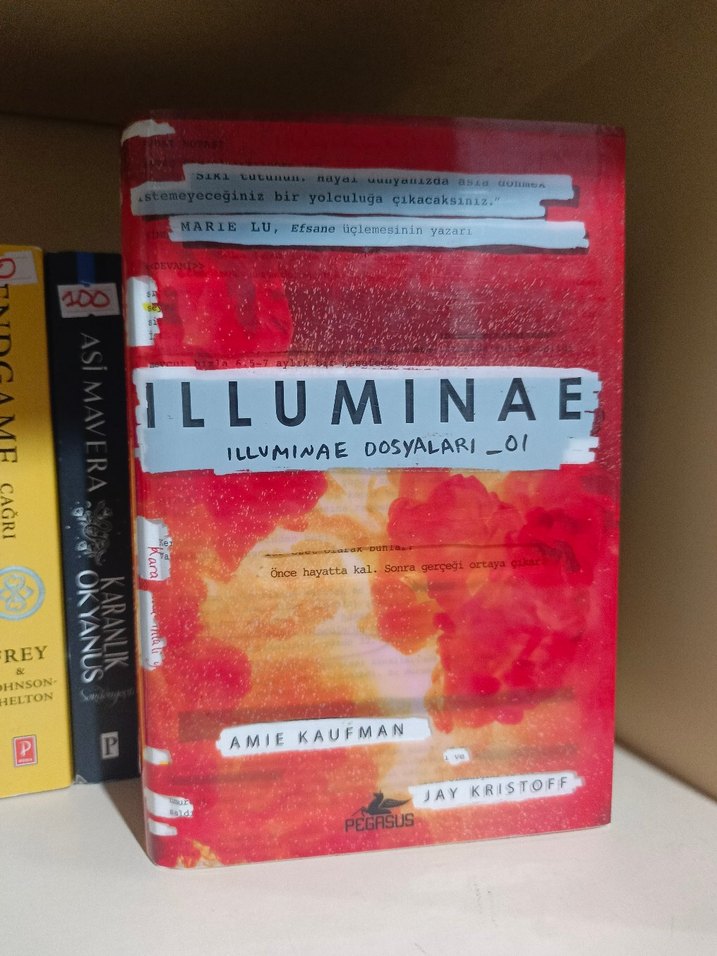 Sıkı tutunun. Hayal dünyanızda asla dönmek
istemeyeceğiniz bir yolculuğa çıkacaksınız."
MARIE LU, Efsane üçlemesinin yazarı
<DEVAMI>>
ILLUMINAE
ILLUMINAE DOSYALARI _01
Önce hayatta kal. Sonra gerçeği ortaya çıkar.
AMIE KAUFMAN
ve
JAY KRISTOFF
PEGASUS
ENDGAME
ÇAĞRI
FREY
&
JOHNSON-
SHELTON
100
ASİ MAVERA
KARANLIK
OKYANUS